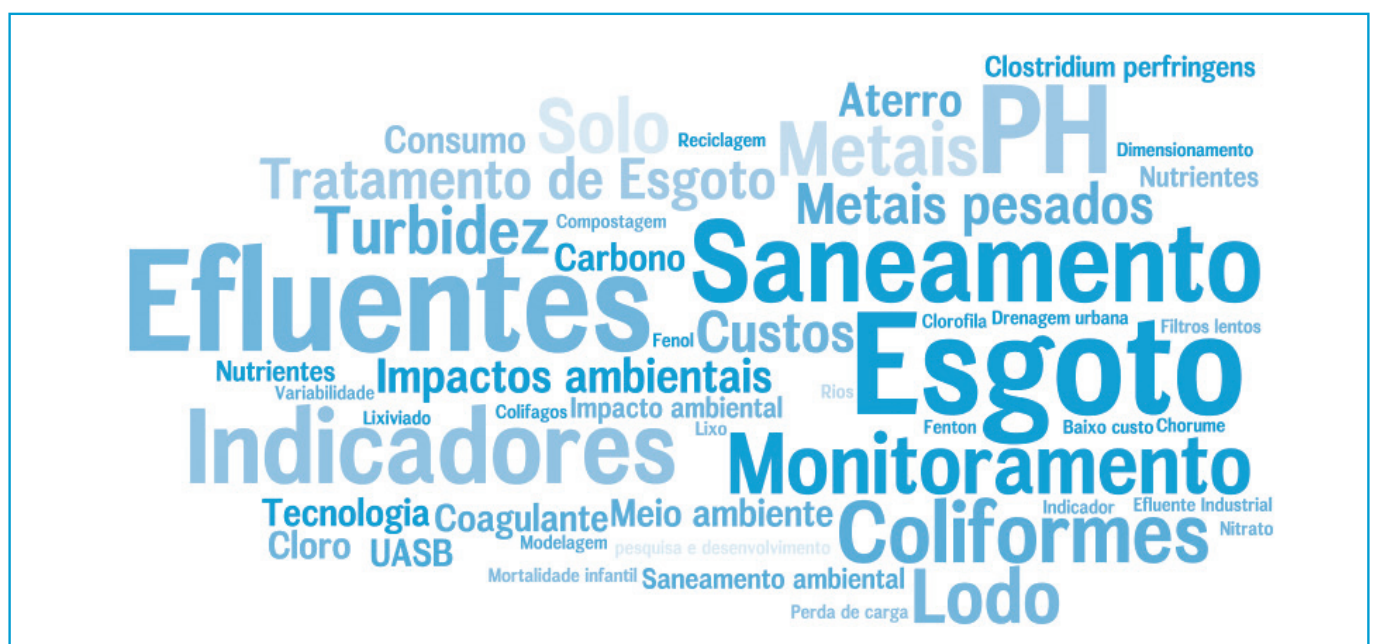 Clostridium perfringens
Aterro
PH
Solo
Consumo
Reciclagem
Metais
Dimensionamento
Tratamento de Esgoto
Nutrientes
Metais pesados
Turbidez
Compostagem
Saneamento
Carbono
Efluentes
Clorofila
Drenagem urbana
Filtros lentos
Fenol
Custos
Esgoto
Nutrientes
Impactos ambientais
Variabilidade
Rios
Lixiviado
Colifagos
Impacto ambiental
Lixo
Fenton
Baixo custo
Chorume
Indicadores
Monitoramento
Tecnologia
Coagulante
Meio ambiente
Coliformes
Indicador
Efluente Industrial
Nitrato
Cloro
UASB
Modelagem
pesquisa e desenvolvimento
Mortalidade infantil
Saneamento ambiental
Lodo
Perda de carga